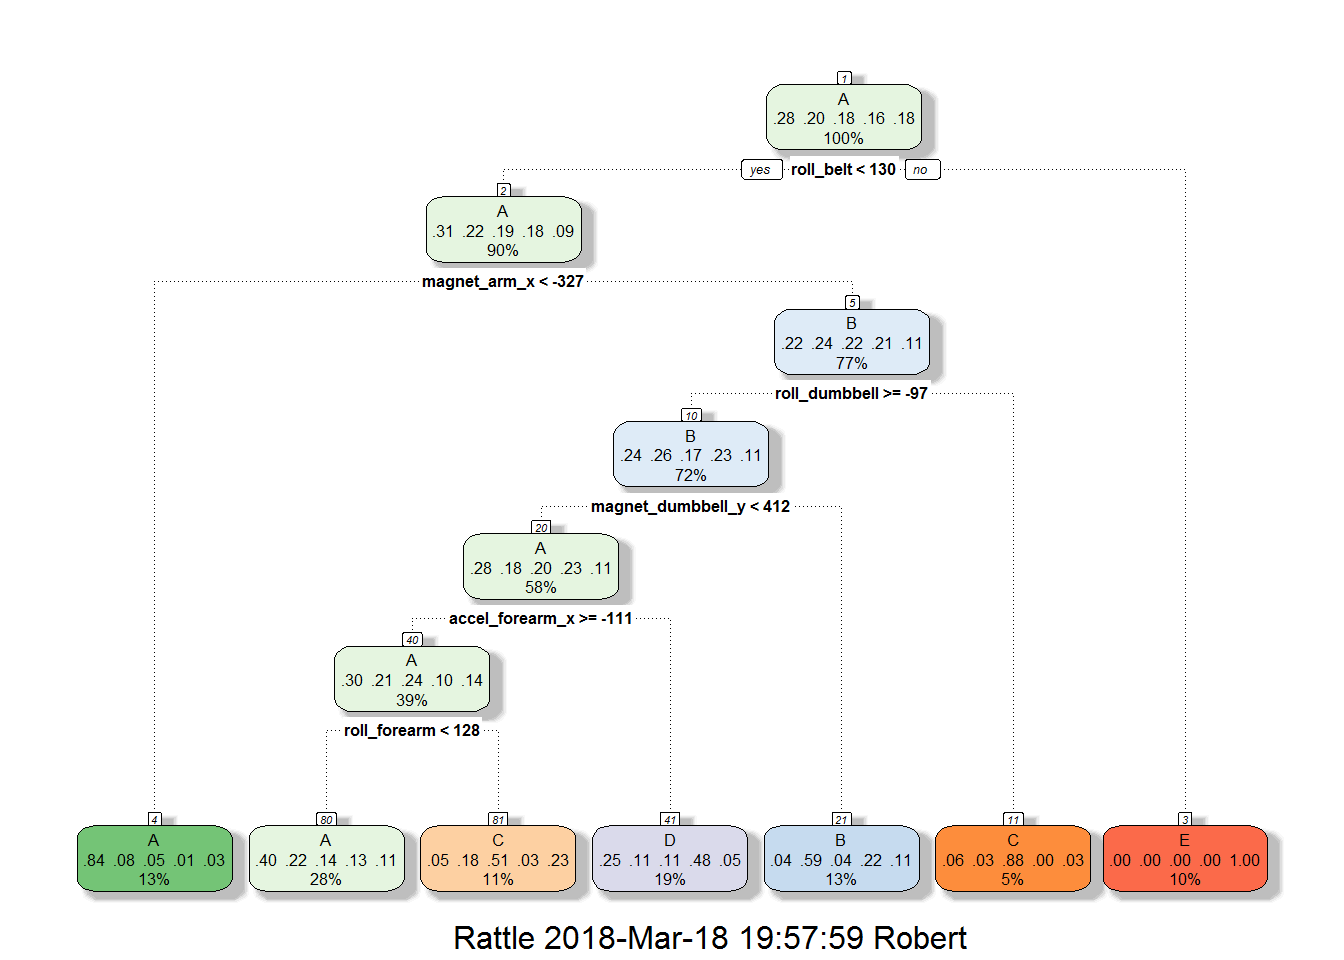 1
A
.28 .20 .18 .16 .18
100%
yes roll_belt < 130 no
2
A
.31 .22 .19 .18 .09
90%
magnet_arm_x < -327
5
B
.22 .24 .22 .21 .11
77%
roll_dumbbell >= -97
10
B
.24 .26 .17 .23 .11
72%
magnet_dumbbell_y < 412
20
A
.28 .18 .20 .23 .11
58%
accel_forearm_x >= -111
40
A
.30 .21 .24 .10 .14
39%
roll_forearm < 128
4
A
.84 .08 .05 .01 .03
13%
80
A
.40 .22 .14 .13 .11
28%
81
C
.05 .18 .51 .03 .23
11%
41
D
.25 .11 .11 .48 .05
19%
21
B
.04 .59 .04 .22 .11
13%
11
C
.06 .03 .88 .00 .03
5%
3
E
.00 .00 .00 .00 1.00
10%
Rattle 2018-Mar-18 19:57:59 Robert